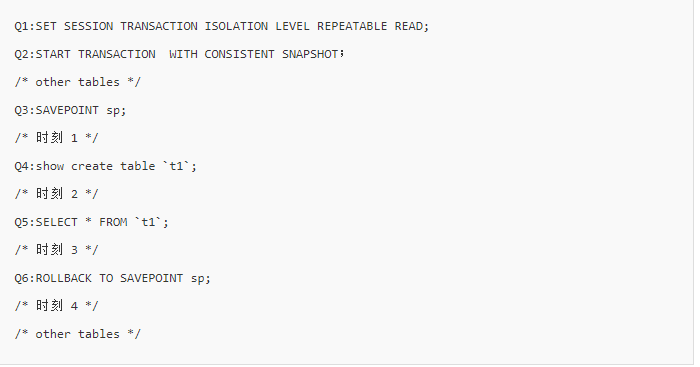 Q1:SET SESSION TRANSACTION ISOLATION LEVEL REPEATABLE READ;
Q2:START TRANSACTION  WITH CONSISTENT SNAPSHOT；
/* other tables */
Q3:SAVEPOINT sp;
/* 时刻 1 */
Q4:show create table `t1`;
/* 时刻 2 */
Q5:SELECT * FROM `t1`;
/* 时刻 3 */
Q6:ROLLBACK TO SAVEPOINT sp;
/* 时刻 4 */
/* other tables */